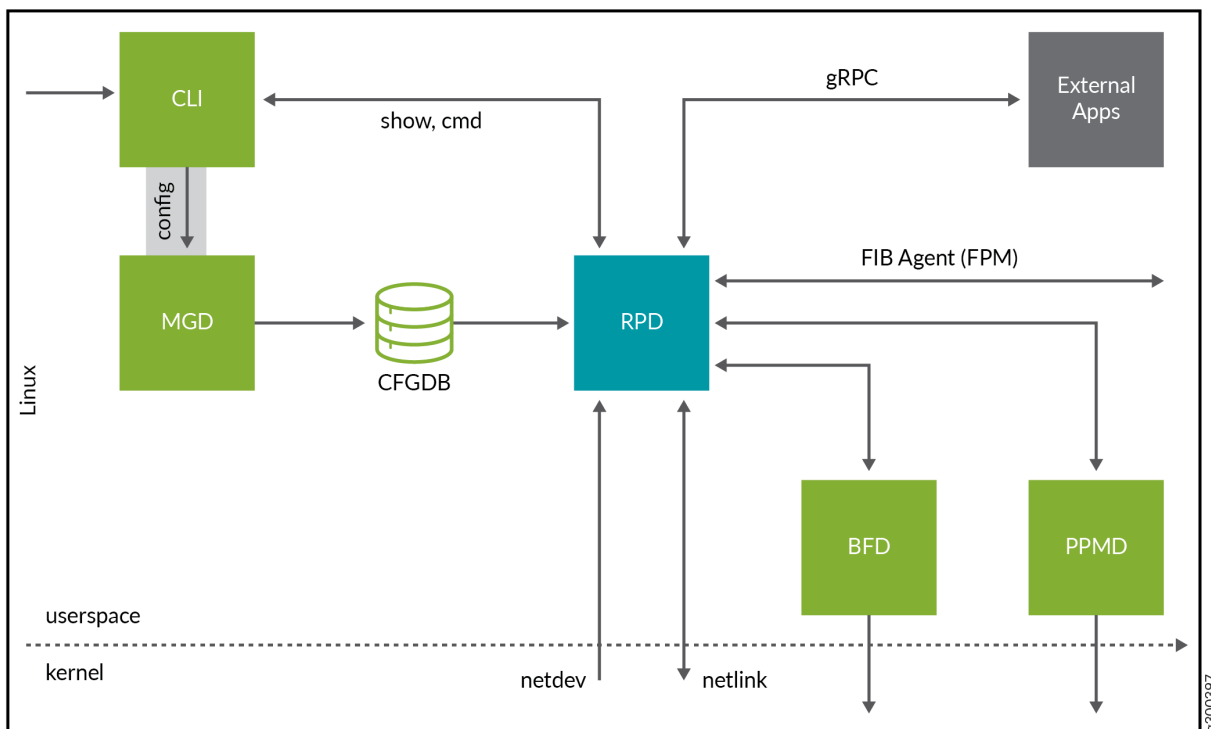 CLI
show, cmd
gRPC
External
Apps
config
MGD
CFGDB
RPD
FIB Agent (FPM)
Linux
BFD
PPMD
userspace
kernel
netdev
netlink